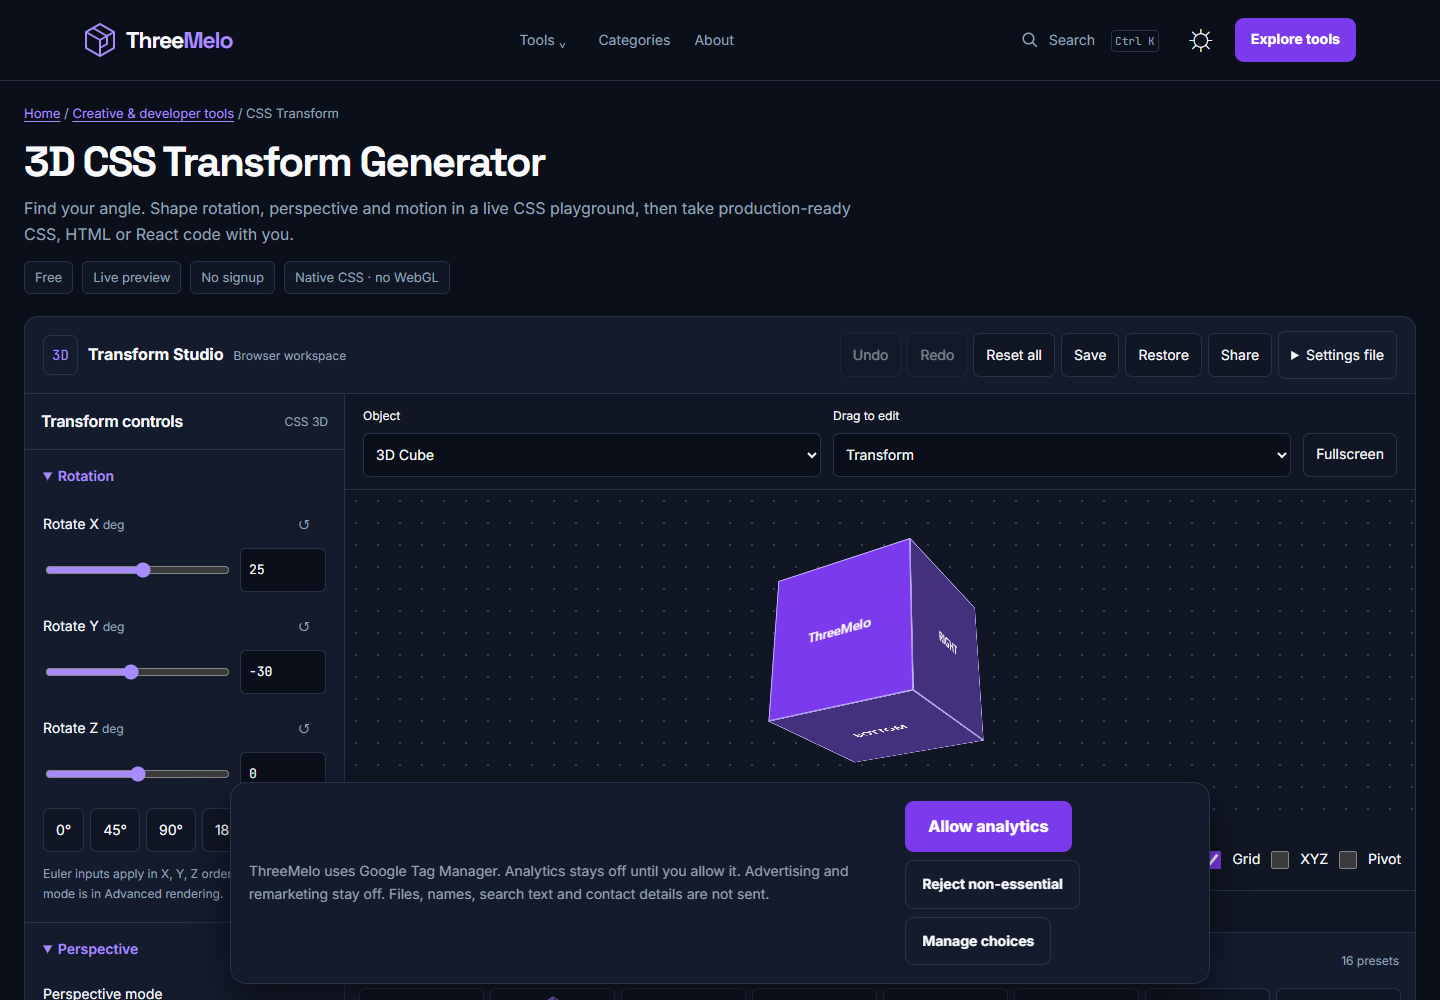 ThreeMelo
Tools
Categories
About
Search
Ctrl K
Explore tools
Home / Creative & developer tools / CSS Transform
3D CSS Transform Generator
Find your angle. Shape rotation, perspective and motion in a live CSS playground, then take production-ready
CSS, HTML or React code with you.
Free
Live preview
No signup
Native CSS · no WebGL
3D
Transform Studio
Browser workspace
Undo
Redo
Reset all
Save
Restore
Share
Settings file
Transform controls
CSS 3D
Object
Drag to edit
3D Cube
Transform
Fullscreen
Rotation
Rotate X deg
25
Rotate Y deg
-30
Rotate Z deg
0
ThreeMelo
RIGHT
BOTTOM
0°
45°
90°
18
Euler inputs apply in X, Y, Z order
mode is in Advanced rendering.
Grid
XYZ
Pivot
ThreeMelo uses Google Tag Manager. Analytics stays off until you allow it. Advertising and
remarketing stay off. Files, names, search text and contact details are not sent.
Allow analytics
Reject non-essential
Manage choices
Perspective
16 presets
Perspective mode